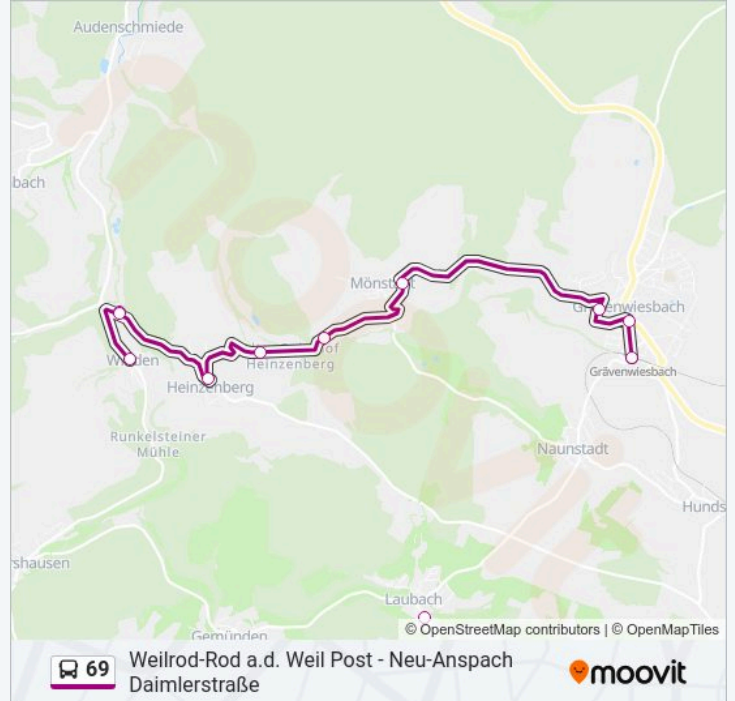 Audenschmiede
bach
Mönst
Grävenwiesbach
Heinzenberg
Grävenwiesbach
Heinzenberg
Runkelsteiner
Mühle
Naunstadt
Hunds
shausen
Laubach
© OpenStreetMap contributors | © OpenMapTiles
Gemünden
69
Weilrod-Rod a.d. Weil Post - Neu-Anspach
Daimlerstraße
moovit